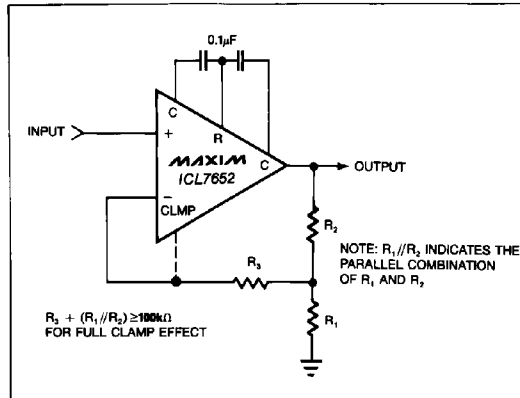 0.1µF
C
R
INPUT
+
MAXIM
ICL7652
C
OUTPUT
−
CLMP
R2
NOTE: R1//R2 INDICATES THE
PARALLEL COMBINATION
OF R1 AND R2
R3
R3 + (R1//R2) ≥100kΩ
FOR FULL CLAMP EFFECT
R1